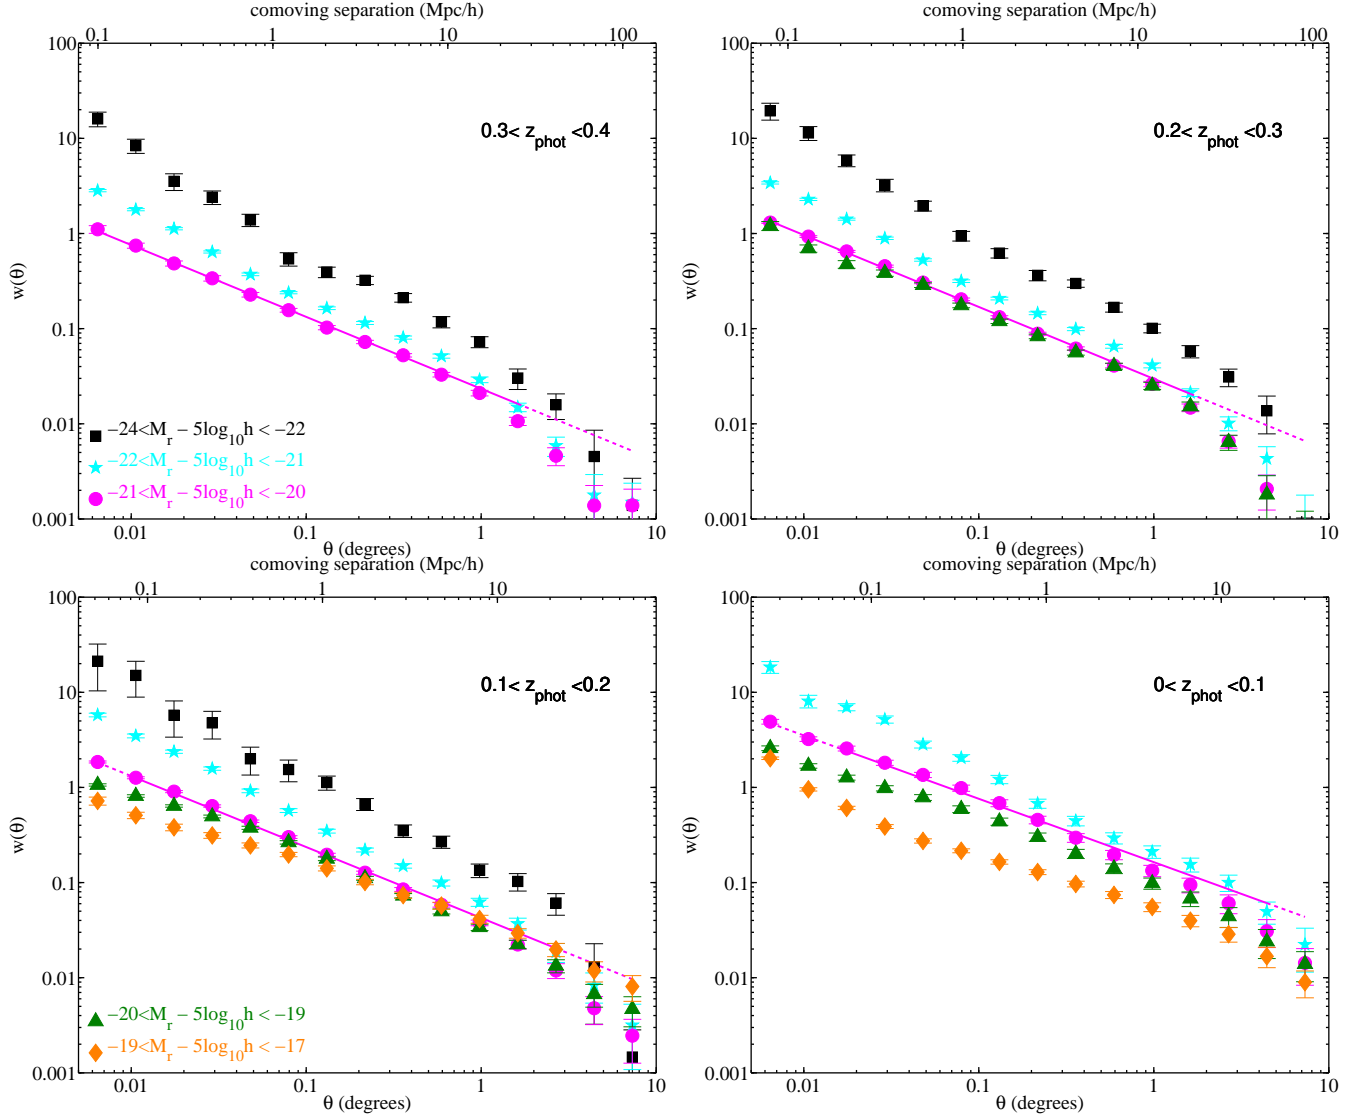 comoving separation (Mpc/h)
0.1 1 10 100
100
10
1
0.1
0.01
0.001
w(θ)
0.3< z_phot <0.4
−24<M_r − 5log_10h < −22
−22<M_r − 5log_10h < −21
−21<M_r − 5log_10h < −20
0.01 0.1 1 10
θ (degrees)
comoving separation (Mpc/h)
0.1 1 10 100
100
10
1
0.1
0.01
0.001
w(θ)
0.2< z_phot <0.3
0.01 0.1 1 10
θ (degrees)
comoving separation (Mpc/h)
0.1 1 10
100
10
1
0.1
0.01
0.001
w(θ)
0.1< z_phot <0.2
−20<M_r − 5log_10h < −19
−19<M_r − 5log_10h < −17
0.01 0.1 1 10
θ (degrees)
comoving separation (Mpc/h)
0.1 1 10
100
10
1
0.1
0.01
0.001
w(θ)
0< z_phot <0.1
0.01 0.1 1 10
θ (degrees)